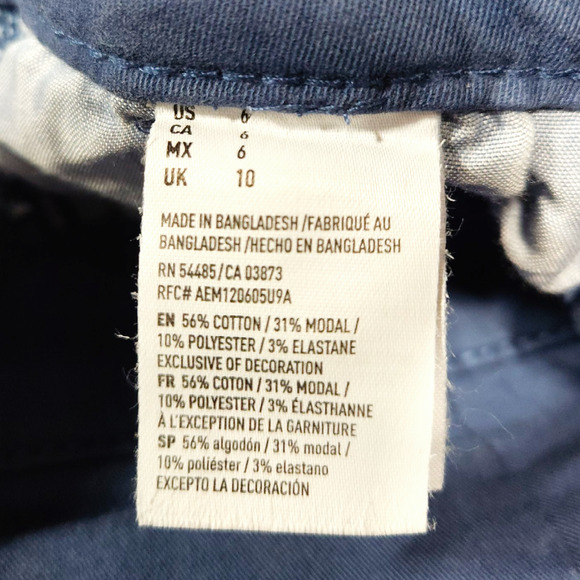 US 6
CA 6
MX 6
UK 10
MADE IN BANGLADESH /FABRIQUÉ AU
BANGLADESH /HECHO EN BANGLADESH
RN 54485/CA 03873
RFC# AEM120605U9A
EN 56% COTTON / 31% MODAL /
10% POLYESTER / 3% ELASTANE
EXCLUSIVE OF DECORATION
FR 56% COTON / 31% MODAL /
10% POLYESTER / 3% ÉLASTHANNE
À L'EXCEPTION DE LA GARNITURE
SP 56% algodón / 31% modal /
10% poliéster / 3% elastano
EXCEPTO LA DECORACIÓN